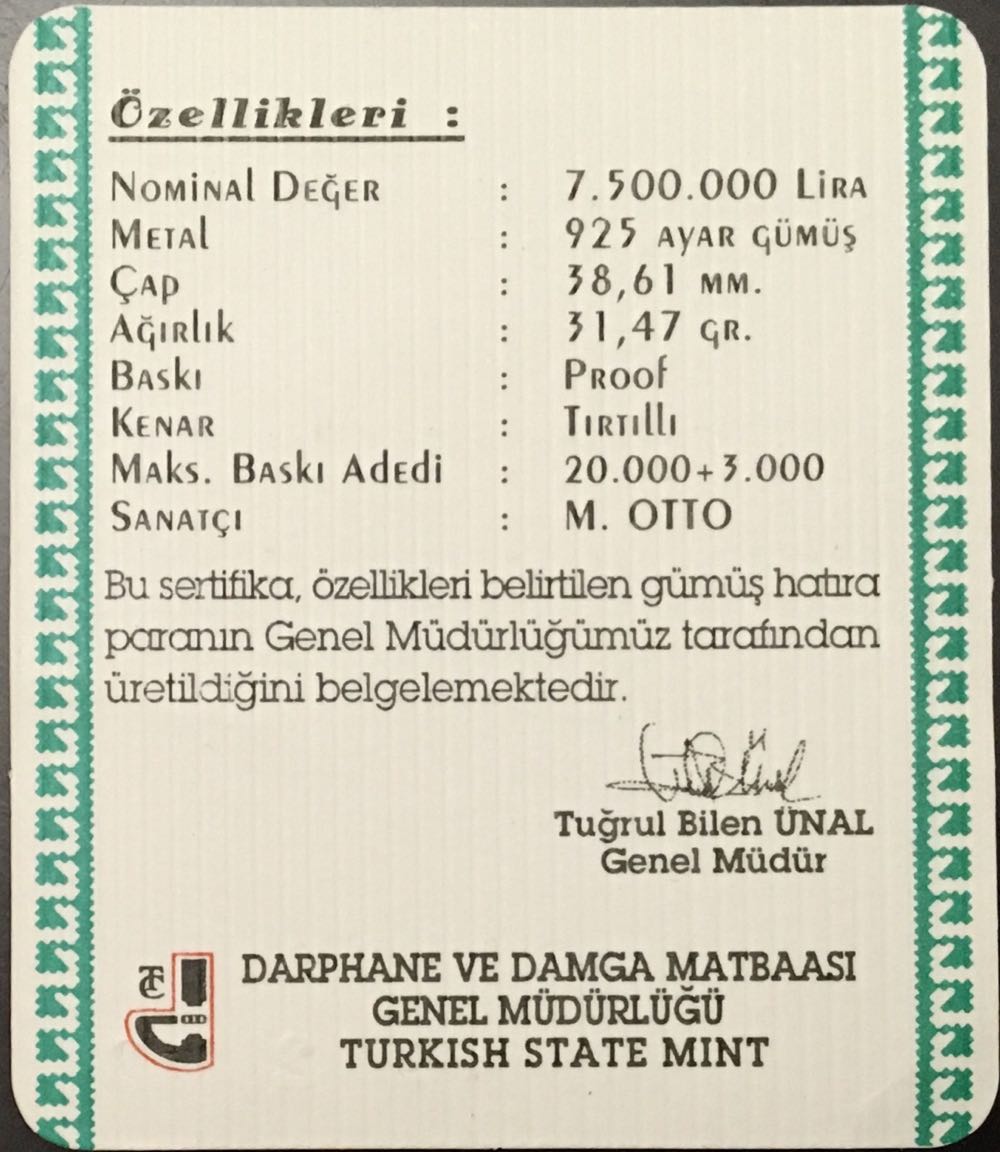 Özellikleri :
Nominal Değer : 7.500.000 Lira
Metal : 925 ayar gümüş
Çap : 38,61 mm.
Ağırlık : 31,47 gr.
Baskı : Proof
Kenar : Tırtıllı
Maks. Baskı Adedi : 20.000+3.000
Sanatçı : M. OTTO
Bu sertifika, özellikleri belirtilen gümüş hatıra
paranın Genel Müdürlüğümüz tarafından
üretildiğini belgelemektedir.
Tuğrul Bilen ÜNAL
Genel Müdür
TC
DARPHANE VE DAMGA MATBAASI
GENEL MÜDÜRLÜĞÜ
TURKISH STATE MINT